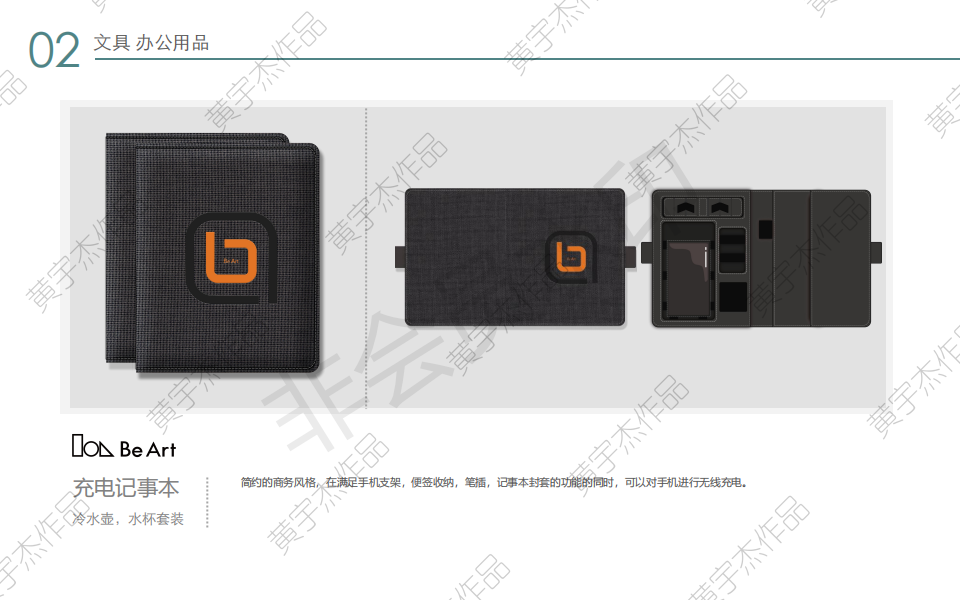 02 文具 办公用品
Be Art
Be Art
Be Art
充电记事本
冷水壶，水杯套装
简约的商务风格，在满足手机支架，便签收纳，笔插，记事本封套的功能的同时，可以对手机进行无线充电。
黄宇杰作品